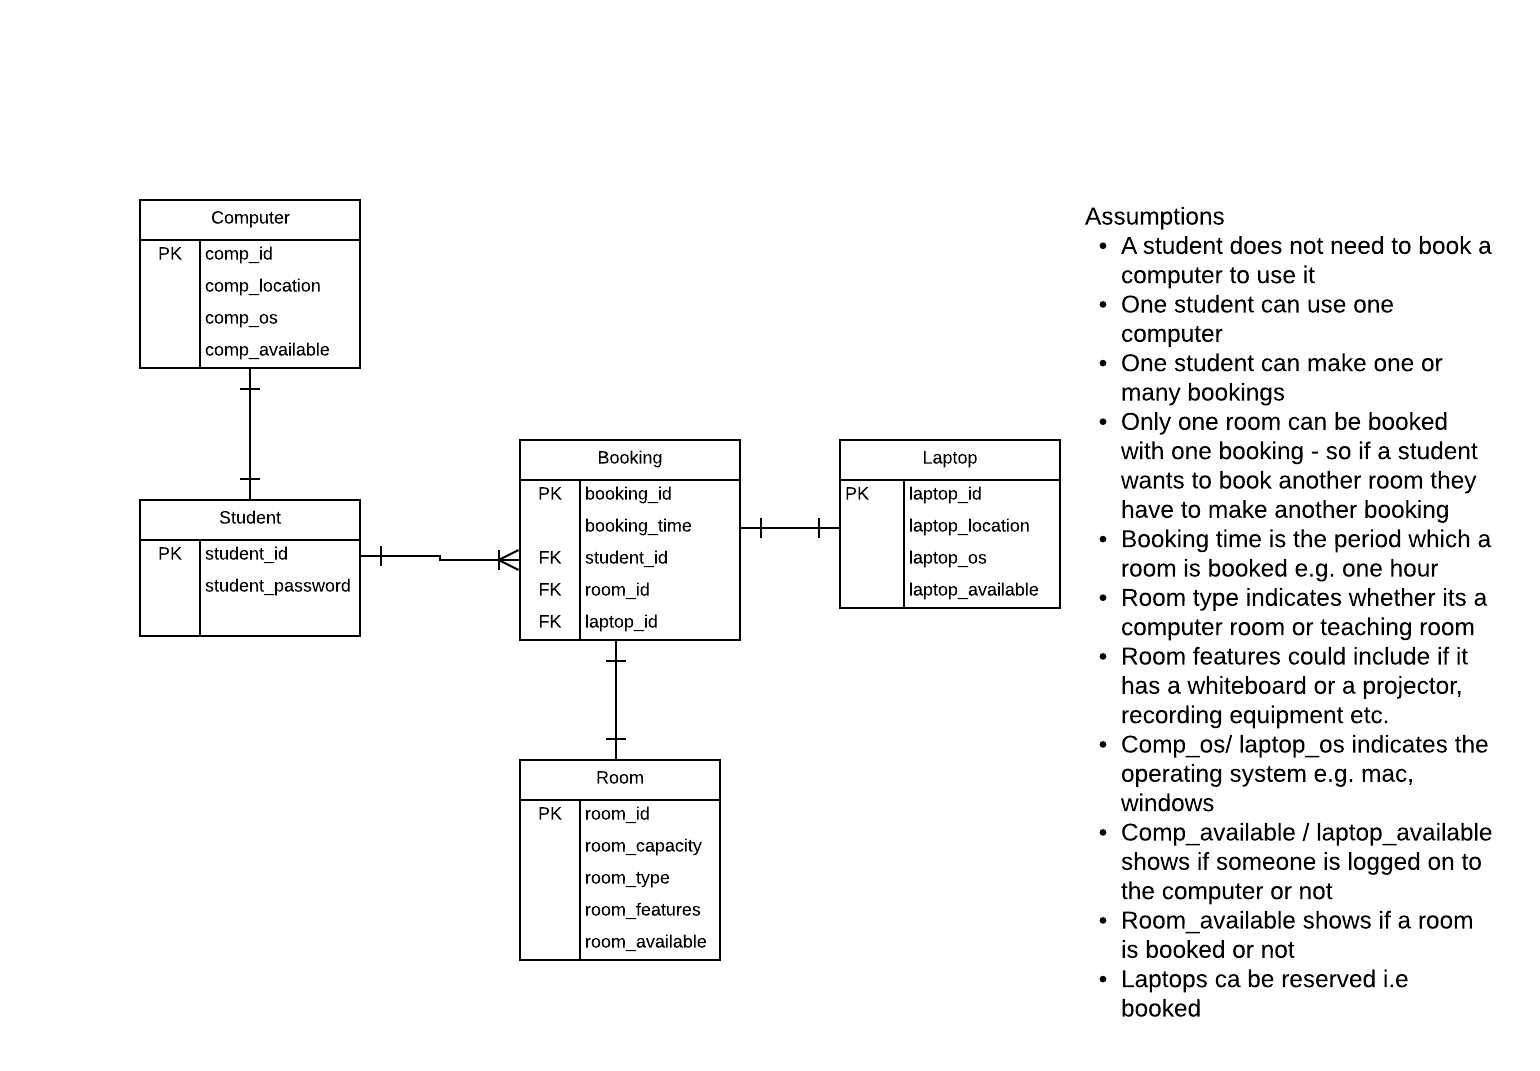 Computer
PK comp_id
comp_location
comp_os
comp_available
Student
PK student_id
student_password
Booking
PK booking_id
booking_time
FK student_id
FK room_id
FK laptop_id
Laptop
PK laptop_id
laptop_location
laptop_os
laptop_available
Room
PK room_id
room_capacity
room_type
room_features
room_available
Assumptions
• A student does not need to book a
computer to use it
• One student can use one
computer
• One student can make one or
many bookings
• Only one room can be booked
with one booking - so if a student
wants to book another room they
have to make another booking
• Booking time is the period which a
room is booked e.g. one hour
• Room type indicates whether its a
computer room or teaching room
• Room features could include if it
has a whiteboard or a projector,
recording equipment etc.
• Comp_os/ laptop_os indicates the
operating system e.g. mac,
windows
• Comp_available / laptop_available
shows if someone is logged on to
the computer or not
• Room_available shows if a room
is booked or not
• Laptops ca be reserved i.e
booked